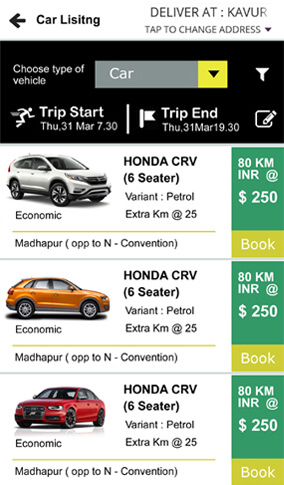 Car Lisitng
DELIVER AT : KAVUR
TAP TO CHANGE ADDRESS
Choose type of
vehicle
Car
Trip Start
Thu,31 Mar 7.30
Trip End
Thu,31Mar19.30
HONDA CRV
(6 Seater)
Variant : Petrol
Extra Km @ 25
Economic
Madhapur ( opp to N - Convention)
80 KM
INR @
$ 250
Book
HONDA CRV
(6 Seater)
Variant : Petrol
Extra Km @ 25
Economic
Madhapur ( opp to N - Convention)
80 KM
INR @
$ 250
Book
HONDA CRV
(6 Seater)
Variant : Petrol
Extra Km @ 25
Economic
Madhapur ( opp to N - Convention)
80 KM
INR @
$ 250
Book